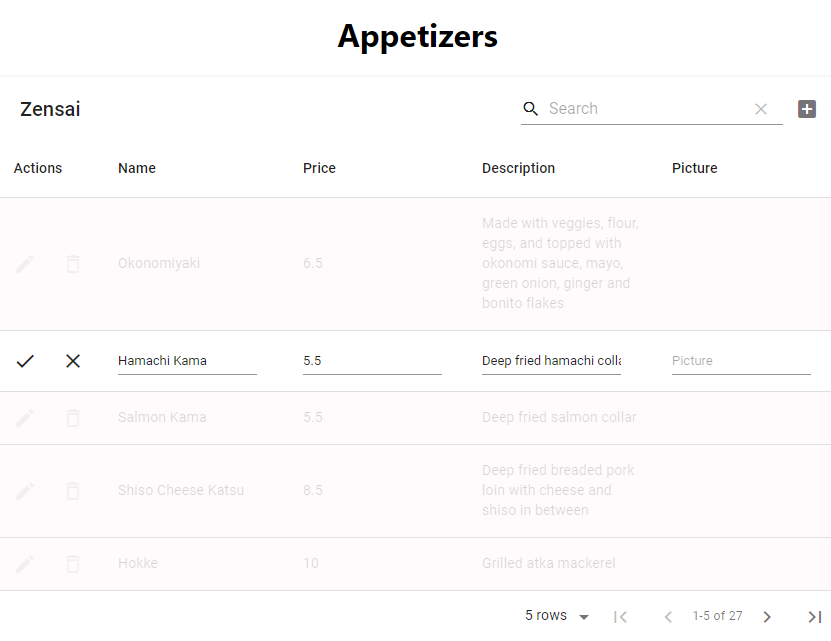 Appetizers
Zensai
Search
Actions Name Price Description Picture
Made with veggies, flour,
eggs, and topped with
Okonomiyaki 6.5 okonomi sauce, mayo,
green onion, ginger and
bonito flakes
Hamachi Kama 5.5 Deep fried hamachi colla Picture
Salmon Kama 5.5 Deep fried salmon collar
Deep fried breaded pork
Shiso Cheese Katsu 8.5 loin with cheese and
shiso in between
Hokke 10 Grilled atka mackerel
5 rows 1-5 of 27